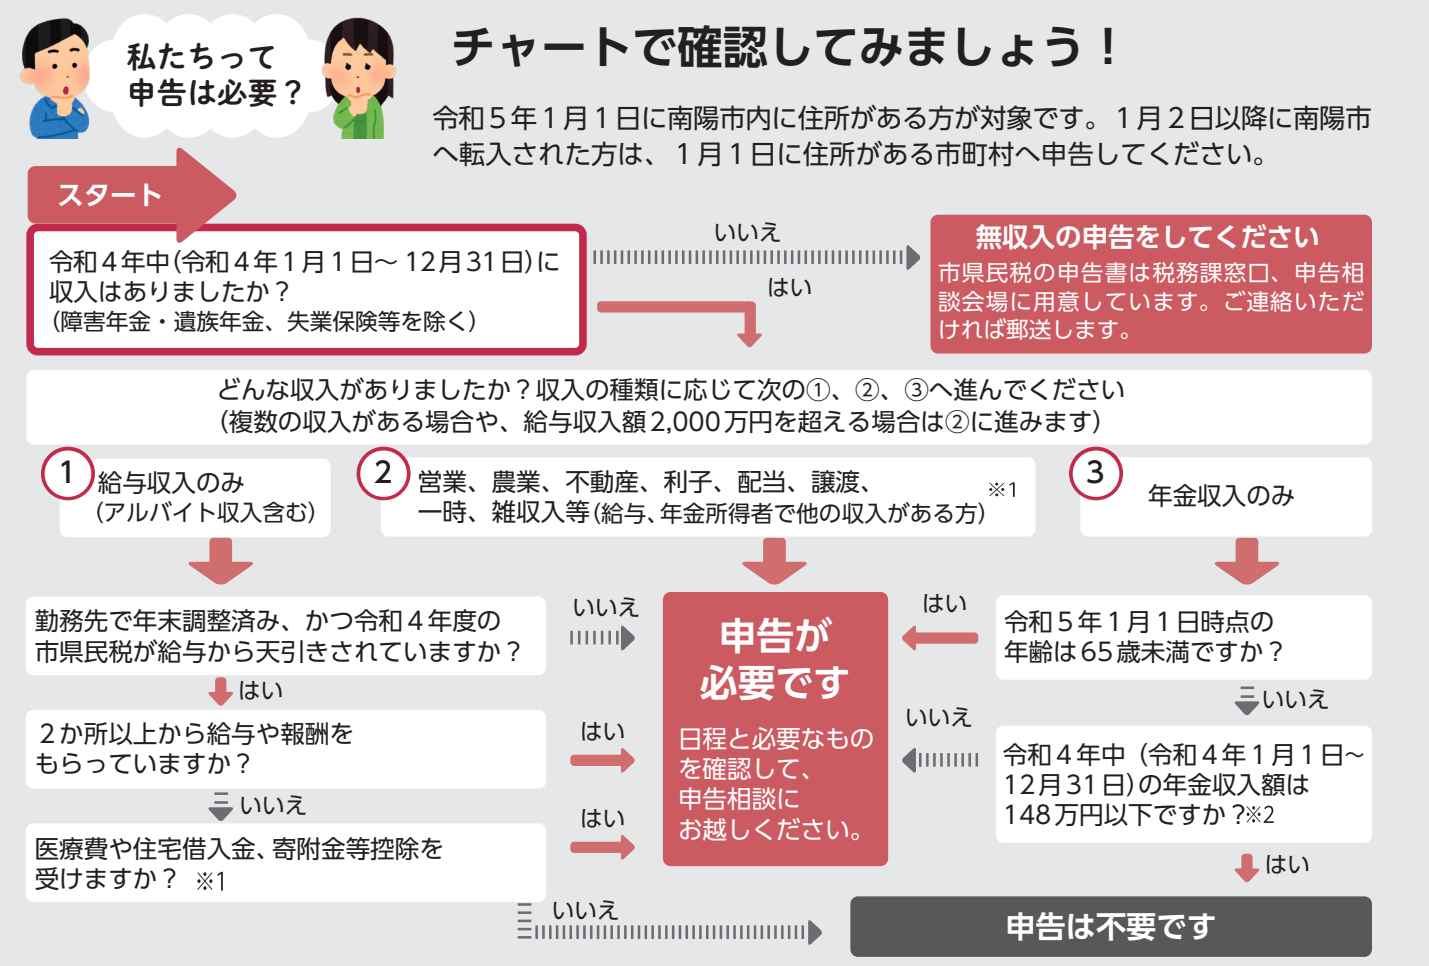 私たちって
申告は必要？
チャートで確認してみましょう！
令和５年１月１日に南陽市内に住所がある方が対象です。１月２日以降に南陽市
へ転入された方は、１月１日に住所がある市町村へ申告してください。
スタート
令和４年中（令和４年１月１日～12月31日）に
収入はありましたか？
（障害年金・遺族年金、失業保険等を除く）
いいえ
はい
無収入の申告をしてください
市県民税の申告書は税務課窓口、申告相
談会場に用意しています。ご連絡いただ
ければ郵送します。
どんな収入がありましたか？収入の種類に応じて次の①、②、③へ進んでください
（複数の収入がある場合や、給与収入額2,000万円を超える場合は②に進みます）
1
給与収入のみ
（アルバイト収入含む）
2
営業、農業、不動産、利子、配当、譲渡、
一時、雑収入等（給与、年金所得者で他の収入がある方）
※1
3
年金収入のみ
勤務先で年末調整済み、かつ令和４年度の
市県民税が給与から天引きされていますか？
いいえ
はい
２か所以上から給与や報酬を
もらっていますか？
はい
いいえ
医療費や住宅借入金、寄附金等控除を
受けますか？ ※1
はい
いいえ
申告が
必要です
日程と必要なもの
を確認して、
申告相談に
お越しください。
はい
令和５年１月１日時点の
年齢は65歳未満ですか？
いいえ
いいえ
令和４年中（令和４年１月１日～
12月31日）の年金収入額は
148万円以下ですか？※2
はい
申告は不要です